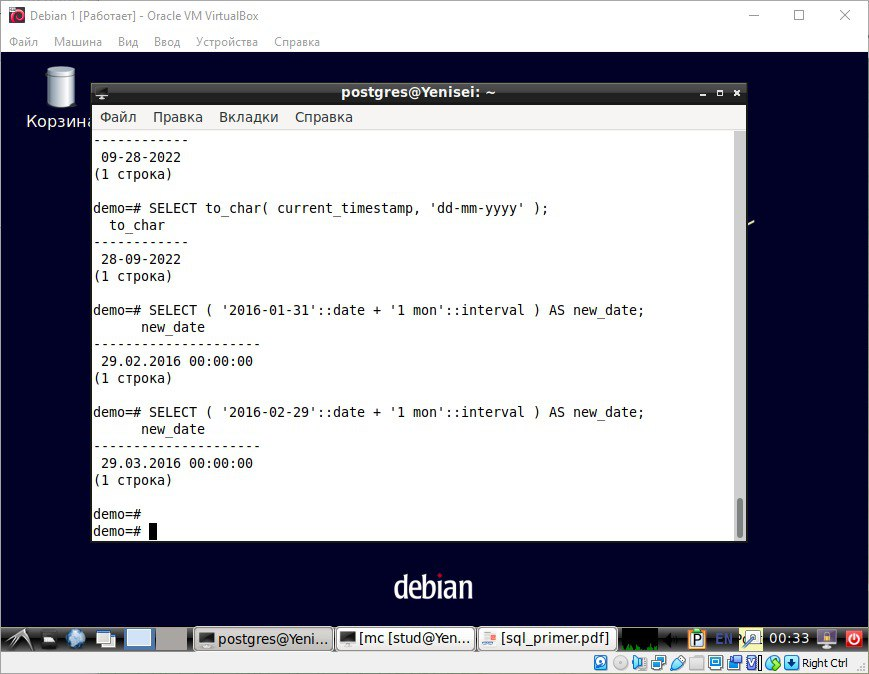 Debian 1 [Работает] - Oracle VM VirtualBox
Файл Машина Вид Ввод Устройства Справка
Корзина
postgres@Yenisei: ~
Файл Правка Вкладки Справка
------------
09-28-2022
(1 строка)
demo=# SELECT to_char( current_timestamp, 'dd-mm-yyyy' );
to_char
------------
28-09-2022
(1 строка)
demo=# SELECT ( '2016-01-31'::date + '1 mon'::interval ) AS new_date;
new_date
---------------------
29.02.2016 00:00:00
(1 строка)
demo=# SELECT ( '2016-02-29'::date + '1 mon'::interval ) AS new_date;
new_date
---------------------
29.03.2016 00:00:00
(1 строка)
demo=#
demo=#
debian
postgres@Yeni... [mc [stud@Yen... [sql_primer.pdf] P EN 00:33
Right Ctrl